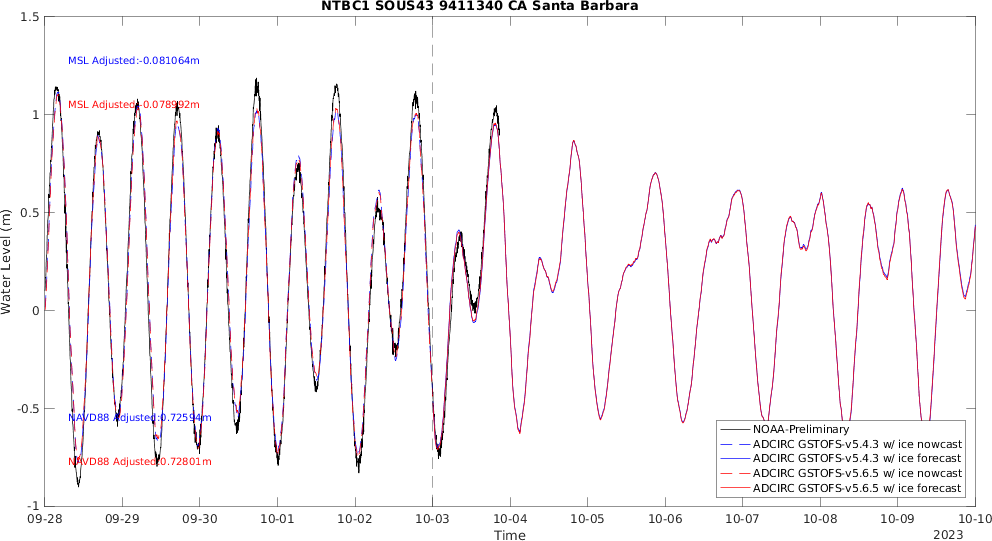 NTBC1 SOUS43 9411340 CA Santa Barbara
1.5
MSL Adjusted:-0.081064m
MSL Adjusted:-0.078992m
1
0.5
Water Level (m)
0
-0.5
NAVD88 Adjusted:0.72594m
NAVD88 Adjusted:0.72801m
NOAA-Preliminary
ADCIRC GSTOFS-v5.4.3 w/ ice nowcast
ADCIRC GSTOFS-v5.4.3 w/ ice forecast
ADCIRC GSTOFS-v5.6.5 w/ ice nowcast
ADCIRC GSTOFS-v5.6.5 w/ ice forecast
-1
09-28 09-29 09-30 10-01 10-02 10-03 10-04 10-05 10-06 10-07 10-08 10-09 10-10
Time
2023